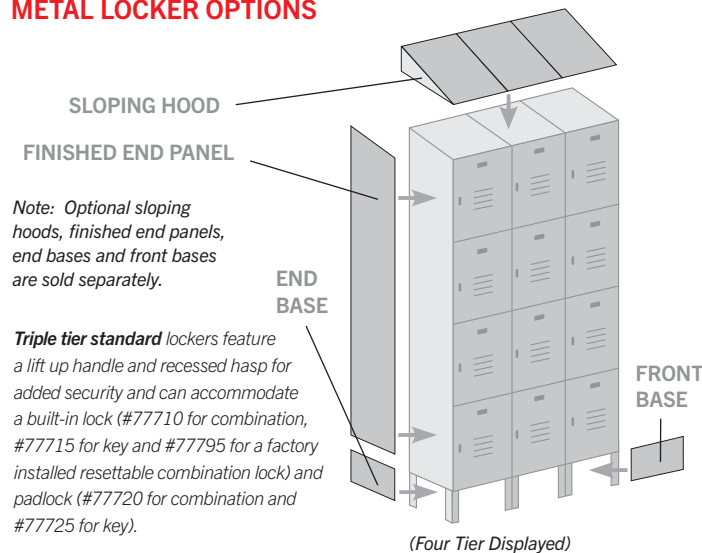 METAL LOCKER OPTIONS
SLOPING HOOD
FINISHED END PANEL
Note: Optional sloping
hoods, finished end panels,
end bases and front bases
are sold separately.
END
BASE
Triple tier standard lockers feature
a lift up handle and recessed hasp for
added security and can accommodate
a built-in lock (#77710 for combination,
#77715 for key and #77795 for a factory
installed resettable combination lock) and
padlock (#77720 for combination and
#77725 for key).
FRONT
BASE
(Four Tier Displayed)